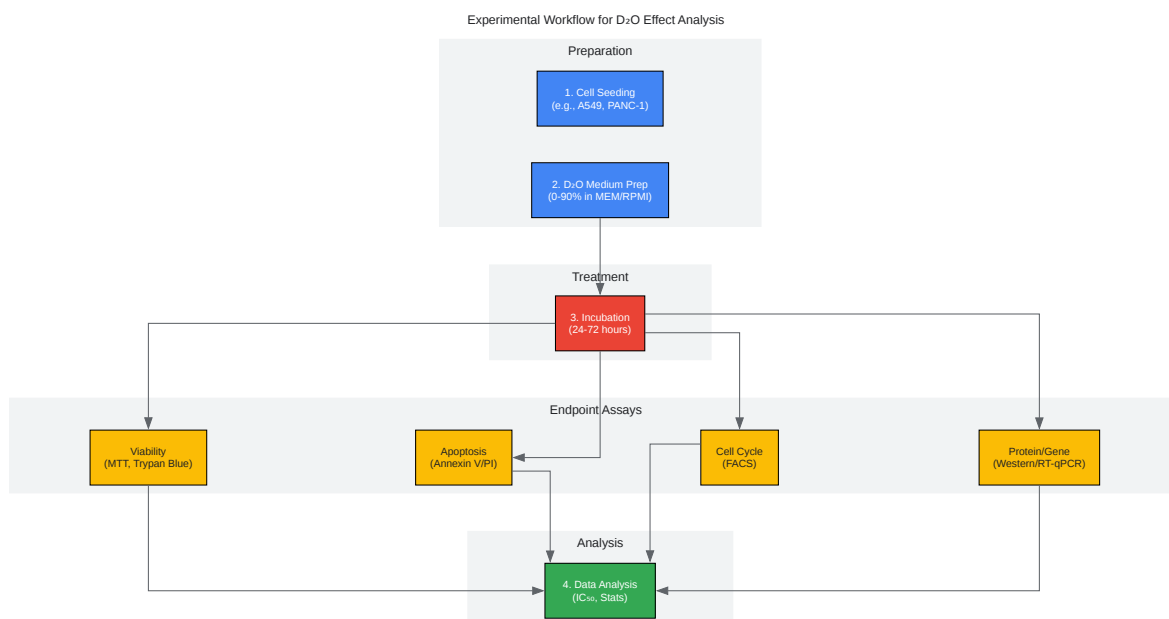 Experimental Workflow for D₂O Effect Analysis
Preparation
1. Cell Seeding
(e.g., A549, PANC-1)
2. D₂O Medium Prep
(0-90% in MEM/RPMI)
Treatment
3. Incubation
(24-72 hours)
Endpoint Assays
Viability
(MTT, Trypan Blue)
Apoptosis
(Annexin V/PI)
Cell Cycle
(FACS)
Protein/Gene
(Western/RT-qPCR)
Analysis
4. Data Analysis
(IC₅₀, Stats)